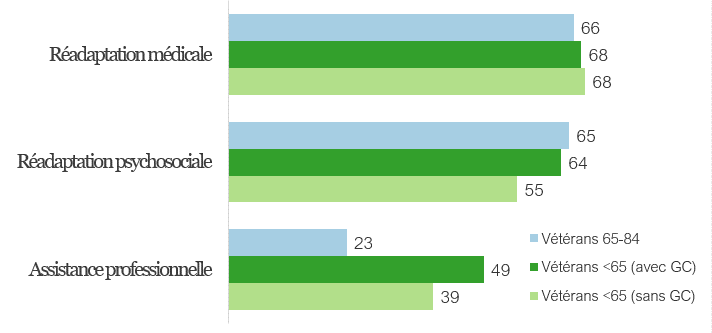 Réadaptation médicale
66
68
68
Réadaptation psychosociale
65
64
55
Assistance professionnelle
23
49
39
Vétérans 65-84
Vétérans <65 (avec GC)
Vétérans <65 (sans GC)